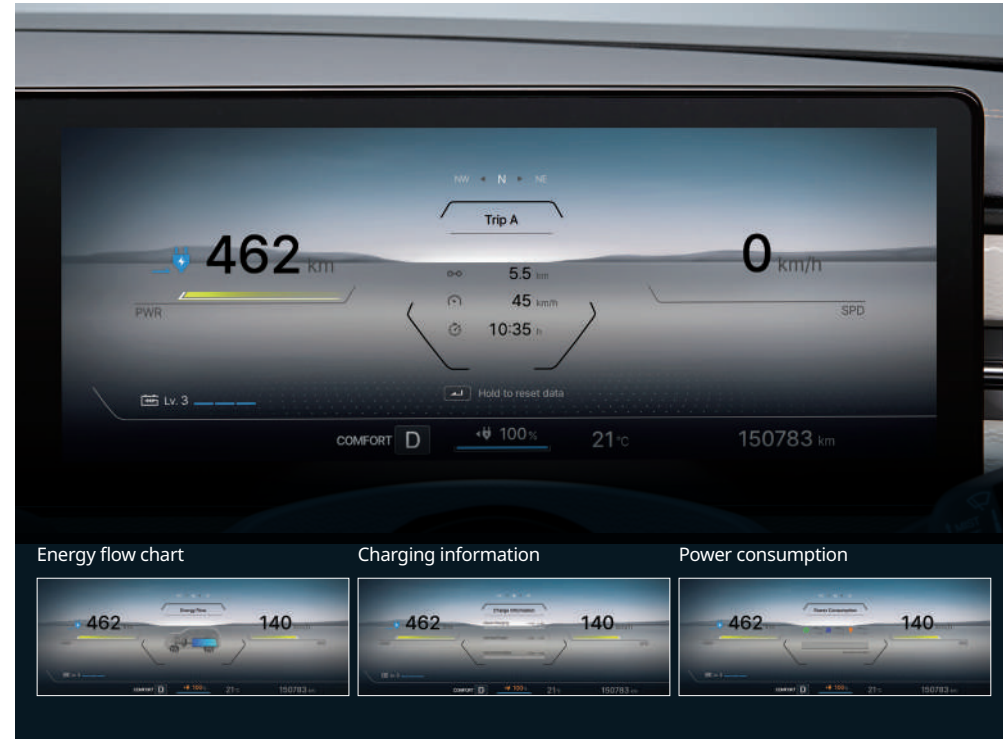 NW N NE
Trip A
462 km
0 km/h
5.5 km
45 km/h
10:35 h
PWR
SPD
Lv. 3
Hold to reset data
COMFORT D 100% 21°C 150783 km
Energy flow chart
Charging information
Power consumption
Energy Flow
462
140
COMFORT D 100% 21°c 150783 km
Charge Information
462
140
COMFORT D 100% 21°c 150783 km
Power Consumption
462
140
COMFORT D 100% 21°c 150783 km